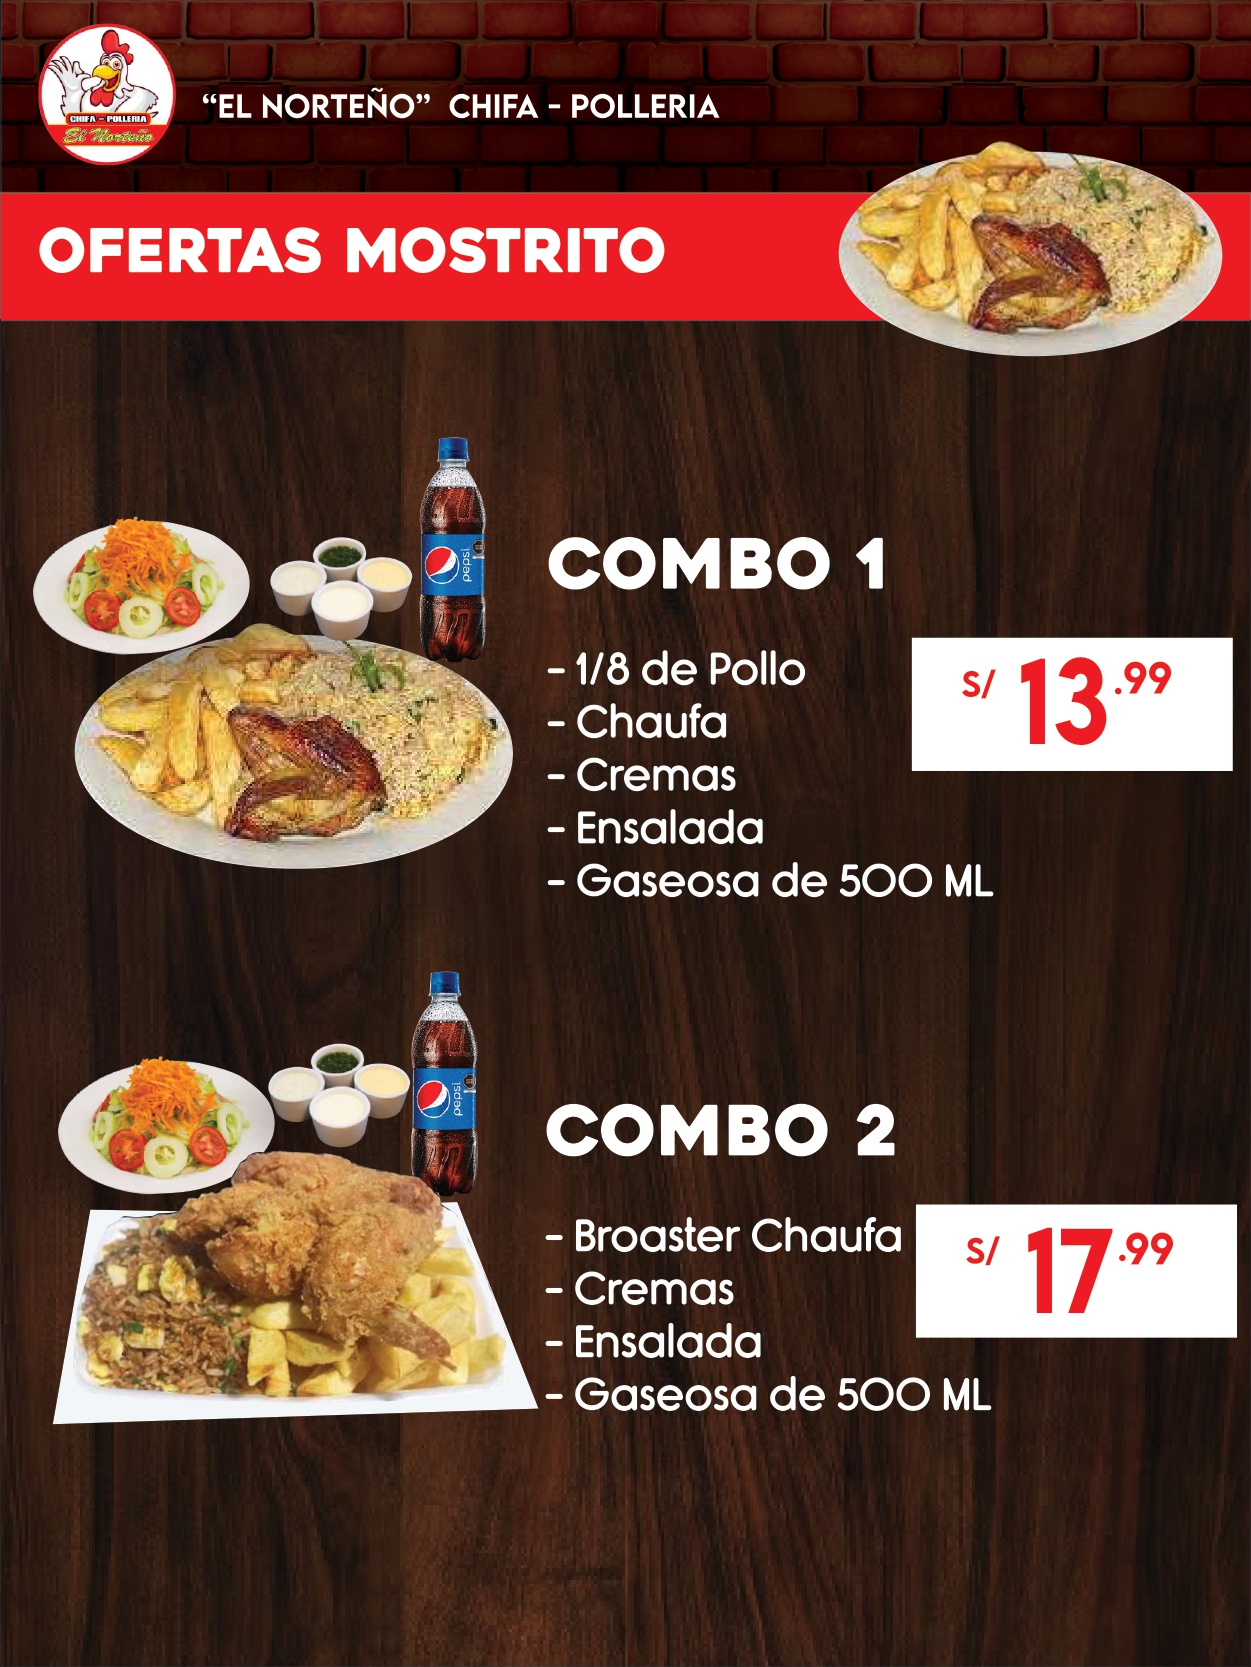 “EL NORTEÑO” CHIFA - POLLERIA
CHIFA - POLLERIA
El Norteño
OFERTAS MOSTRITO
COMBO 1
- 1/8 de Pollo
- Chaufa
- Cremas
- Ensalada
- Gaseosa de 500 ML
S/ 13.99
pepsi
COMBO 2
- Broaster Chaufa
- Cremas
- Ensalada
- Gaseosa de 500 ML
S/ 17.99
pepsi